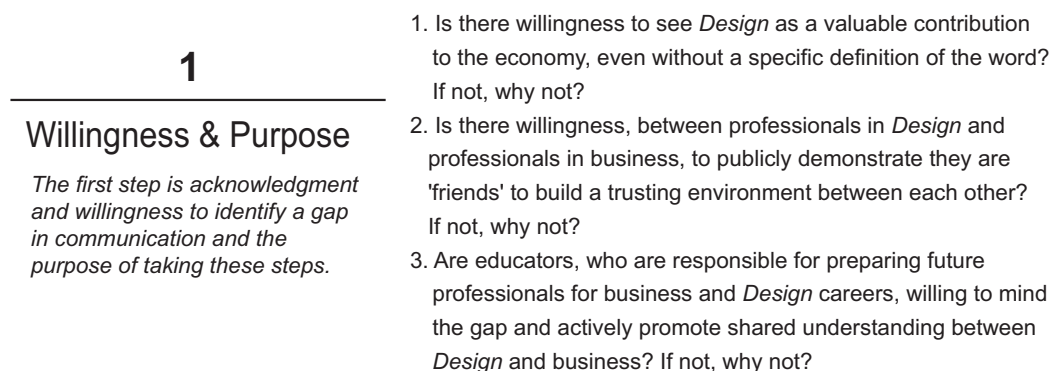 1
Willingness & Purpose
The first step is acknowledgment
and willingness to identify a gap
in communication and the
purpose of taking these steps.
1. Is there willingness to see Design as a valuable contribution
to the economy, even without a specific definition of the word?
If not, why not?
2. Is there willingness, between professionals in Design and
professionals in business, to publicly demonstrate they are
'friends' to build a trusting environment between each other?
If not, why not?
3. Are educators, who are responsible for preparing future
professionals for business and Design careers, willing to mind
the gap and actively promote shared understanding between
Design and business? If not, why not?